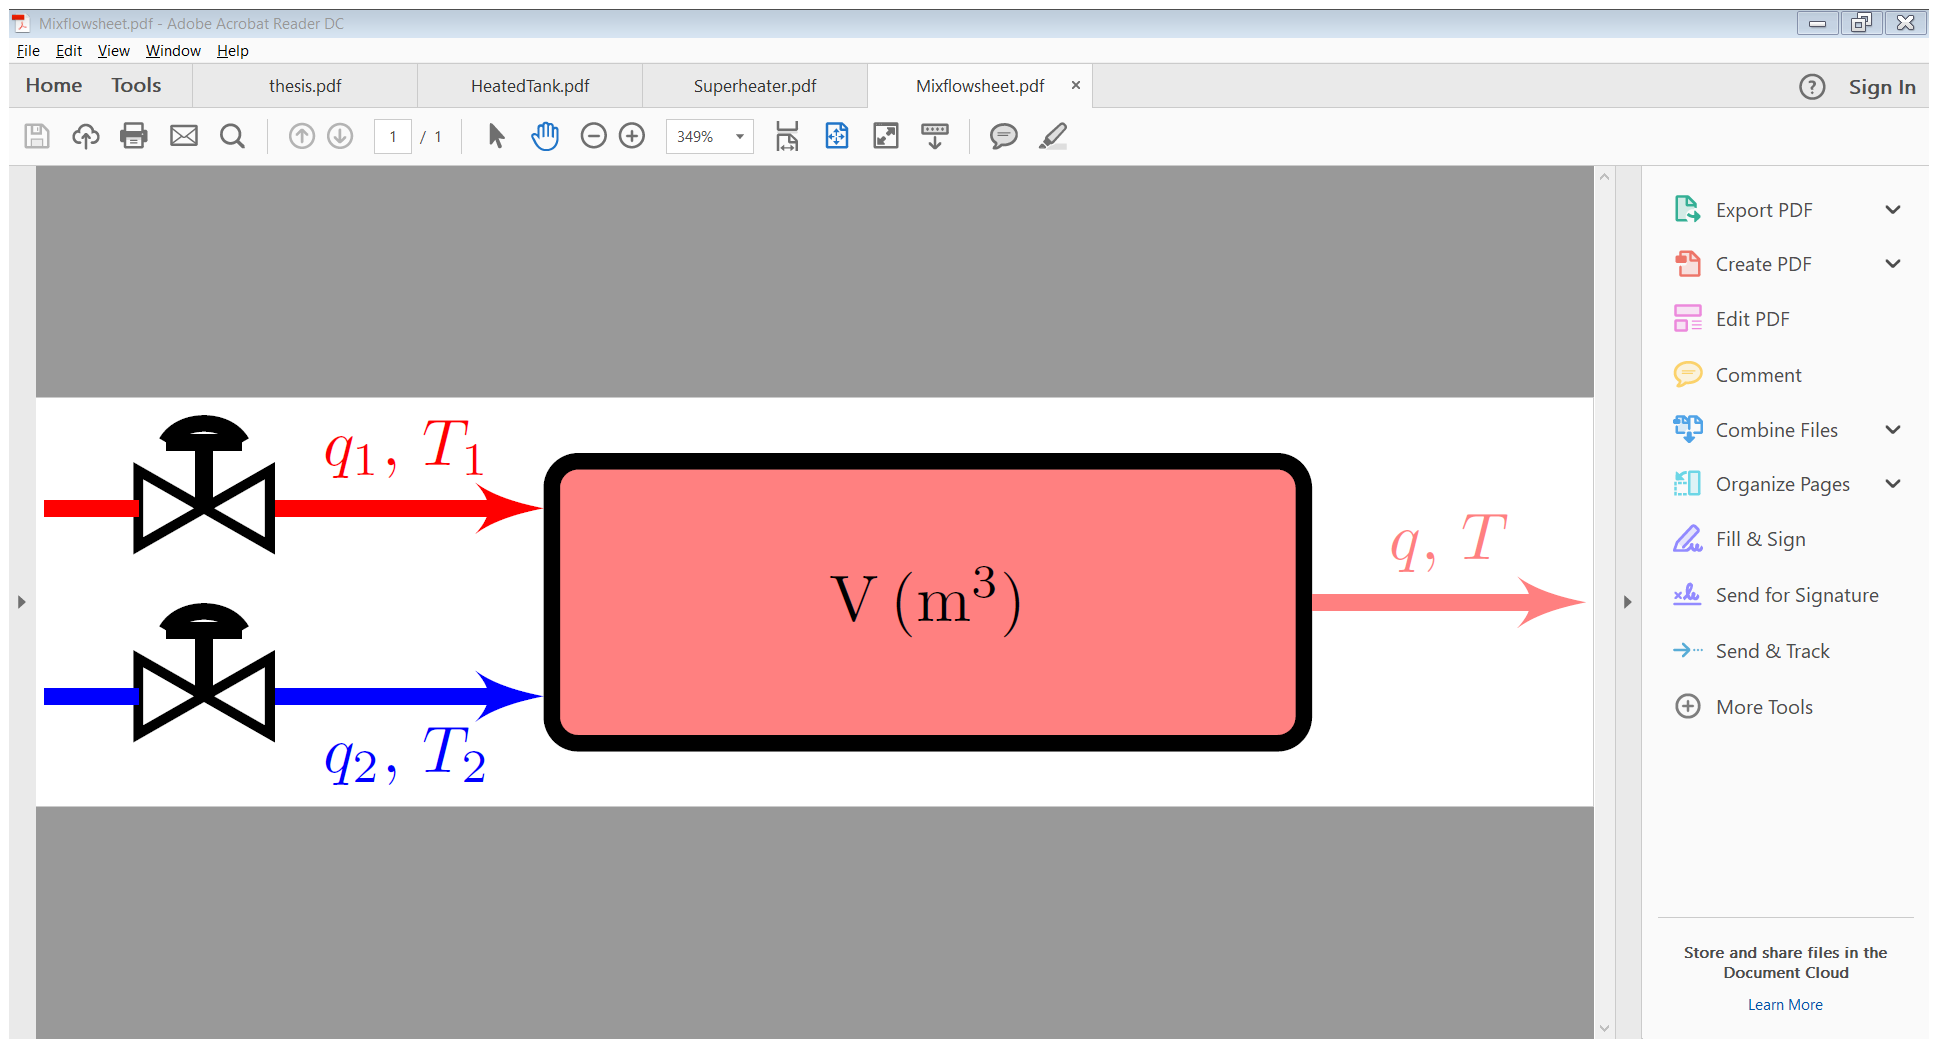 Mixflowsheet.pdf - Adobe Acrobat Reader DC
File Edit View Window Help
Home Tools thesis.pdf HeatedTank.pdf Superheater.pdf Mixflowsheet.pdf × ? Sign In
1 / 1 349%
Export PDF
Create PDF
Edit PDF
Comment
Combine Files
Organize Pages
Fill & Sign
Send for Signature
Send & Track
More Tools
Store and share files in the
Document Cloud
Learn More
q₁, T₁
V (m³)
q, T
q₂, T₂